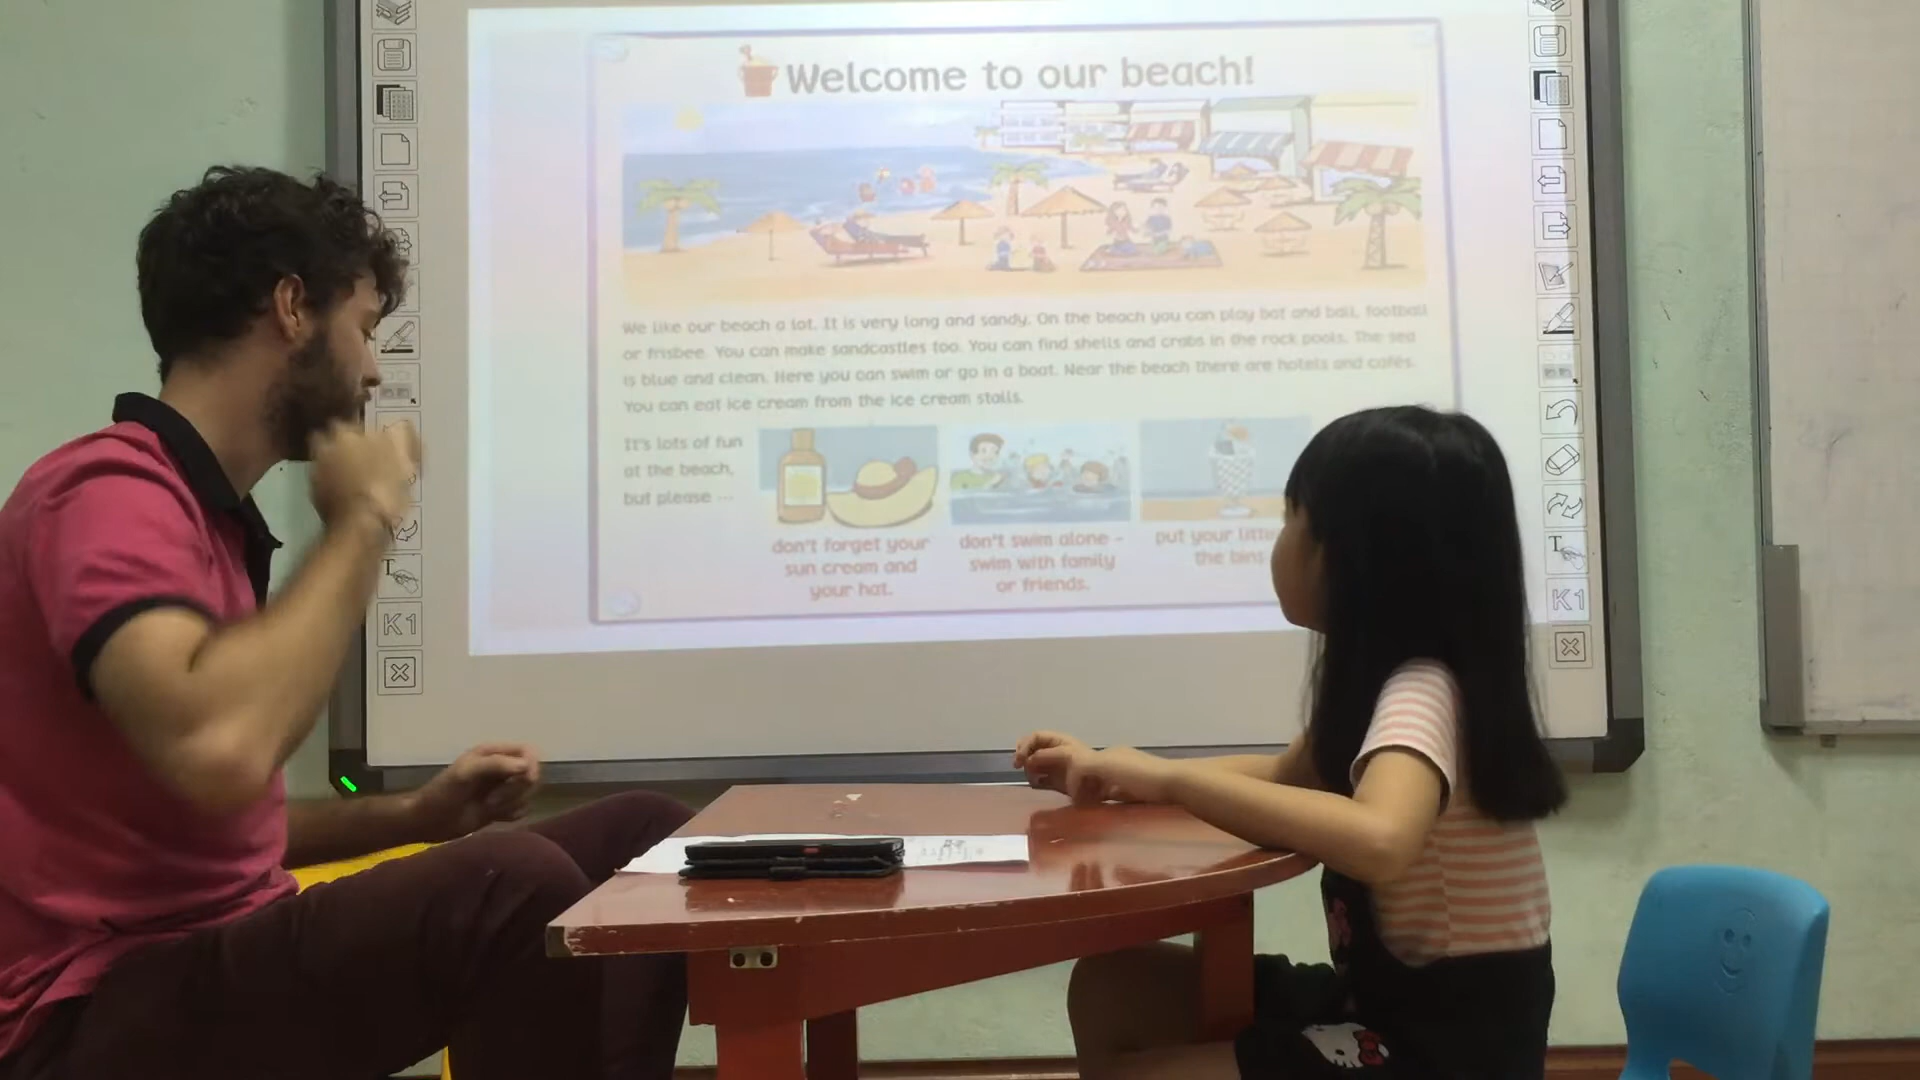 Welcome to our beach!
We like our beach a lot. It is very long and sandy. On the beach you can play bat and ball, football
or frisbee. You can make sandcastles too. You can find shells and crabs in the rock pools. The sea
is blue and clean. Here you can swim or go in a boat. Near the beach there are hotels and cafés.
You can eat ice cream from the ice cream stalls.
It's lots of fun
at the beach,
but please ...
don't forget your
sun cream and
your hat.
don't swim alone –
swim with family
or friends.
put your litte
the bins
T
K1
T
K1